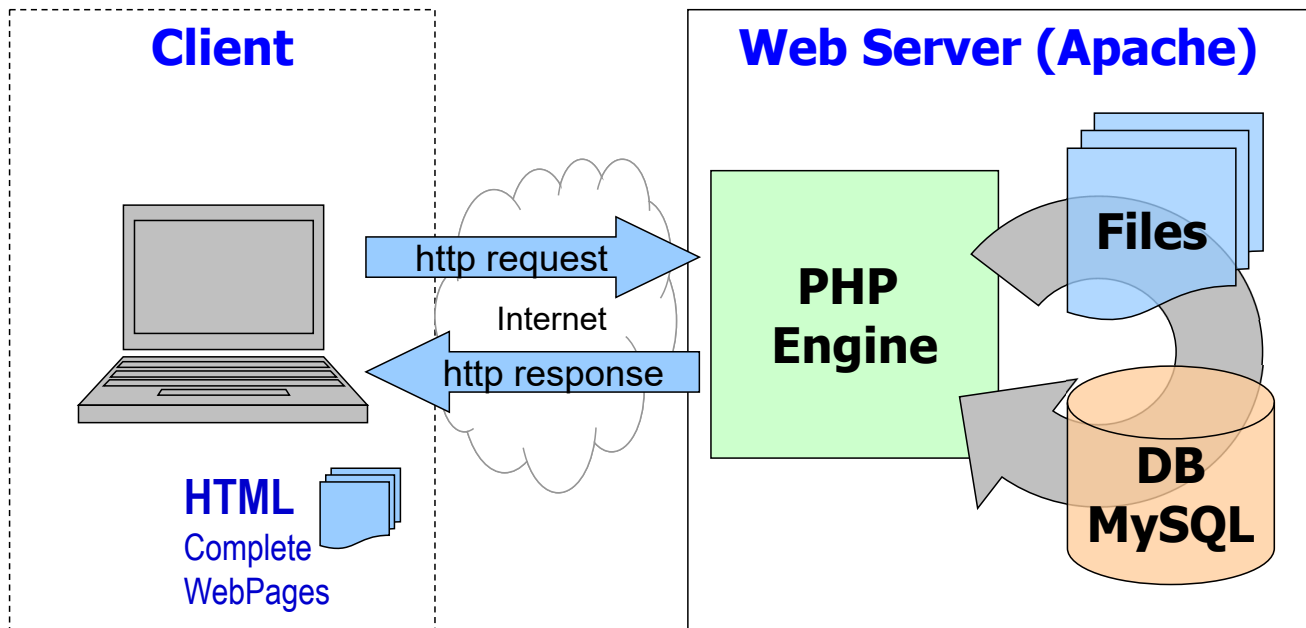 Client
Web Server (Apache)
http request
Internet
http response
PHP
Engine
Files
DB
MySQL
HTML
Complete
WebPages